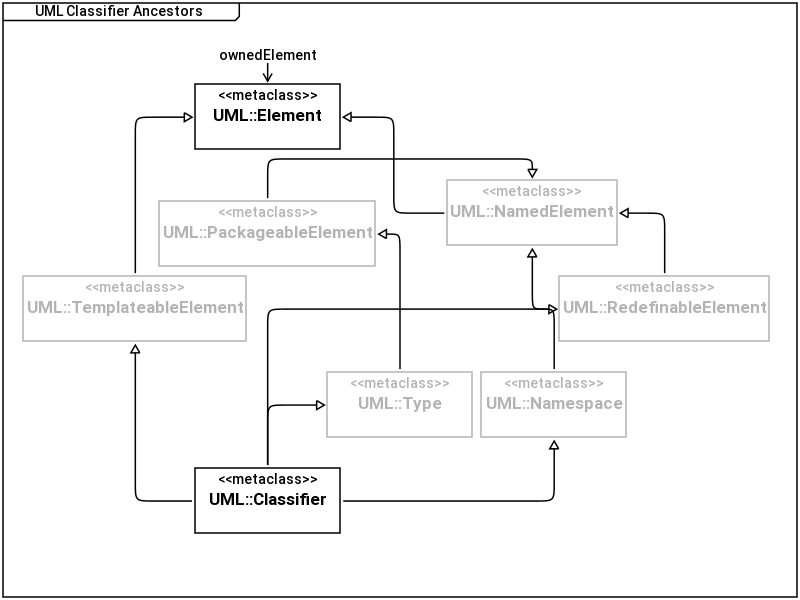 UML Classifier Ancestors
ownedElement
<<metaclass>>
UML::Element
<<metaclass>>
UML::NamedElement
<<metaclass>>
UML::PackageableElement
<<metaclass>>
UML::TemplateableElement
<<metaclass>>
UML::RedefinableElement
<<metaclass>>
UML::Type
<<metaclass>>
UML::Namespace
<<metaclass>>
UML::Classifier